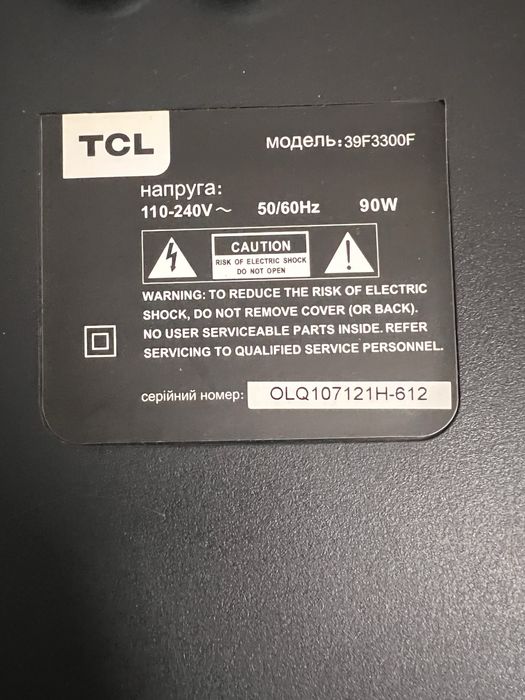 TCL
модель:39F3300F
напруга:
110-240V～ 50/60Hz 90W
CAUTION
RISK OF ELECTRIC SHOCK
DO NOT OPEN
WARNING: TO REDUCE THE RISK OF ELECTRIC
SHOCK, DO NOT REMOVE COVER (OR BACK).
NO USER SERVICEABLE PARTS INSIDE. REFER
SERVICING TO QUALIFIED SERVICE PERSONNEL.
серійний номер: OLQ107121H-612